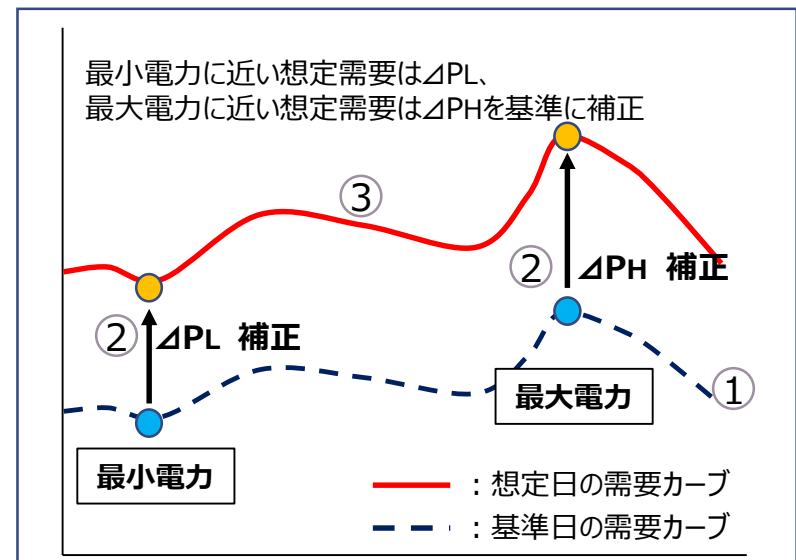 最小電力に近い想定需要は⊿PL、
最大電力に近い想定需要は⊿PHを基準に補正
③
②
⊿PH 補正
②
⊿PL 補正
①
最大電力
最小電力
：想定日の需要カーブ
：基準日の需要カーブ